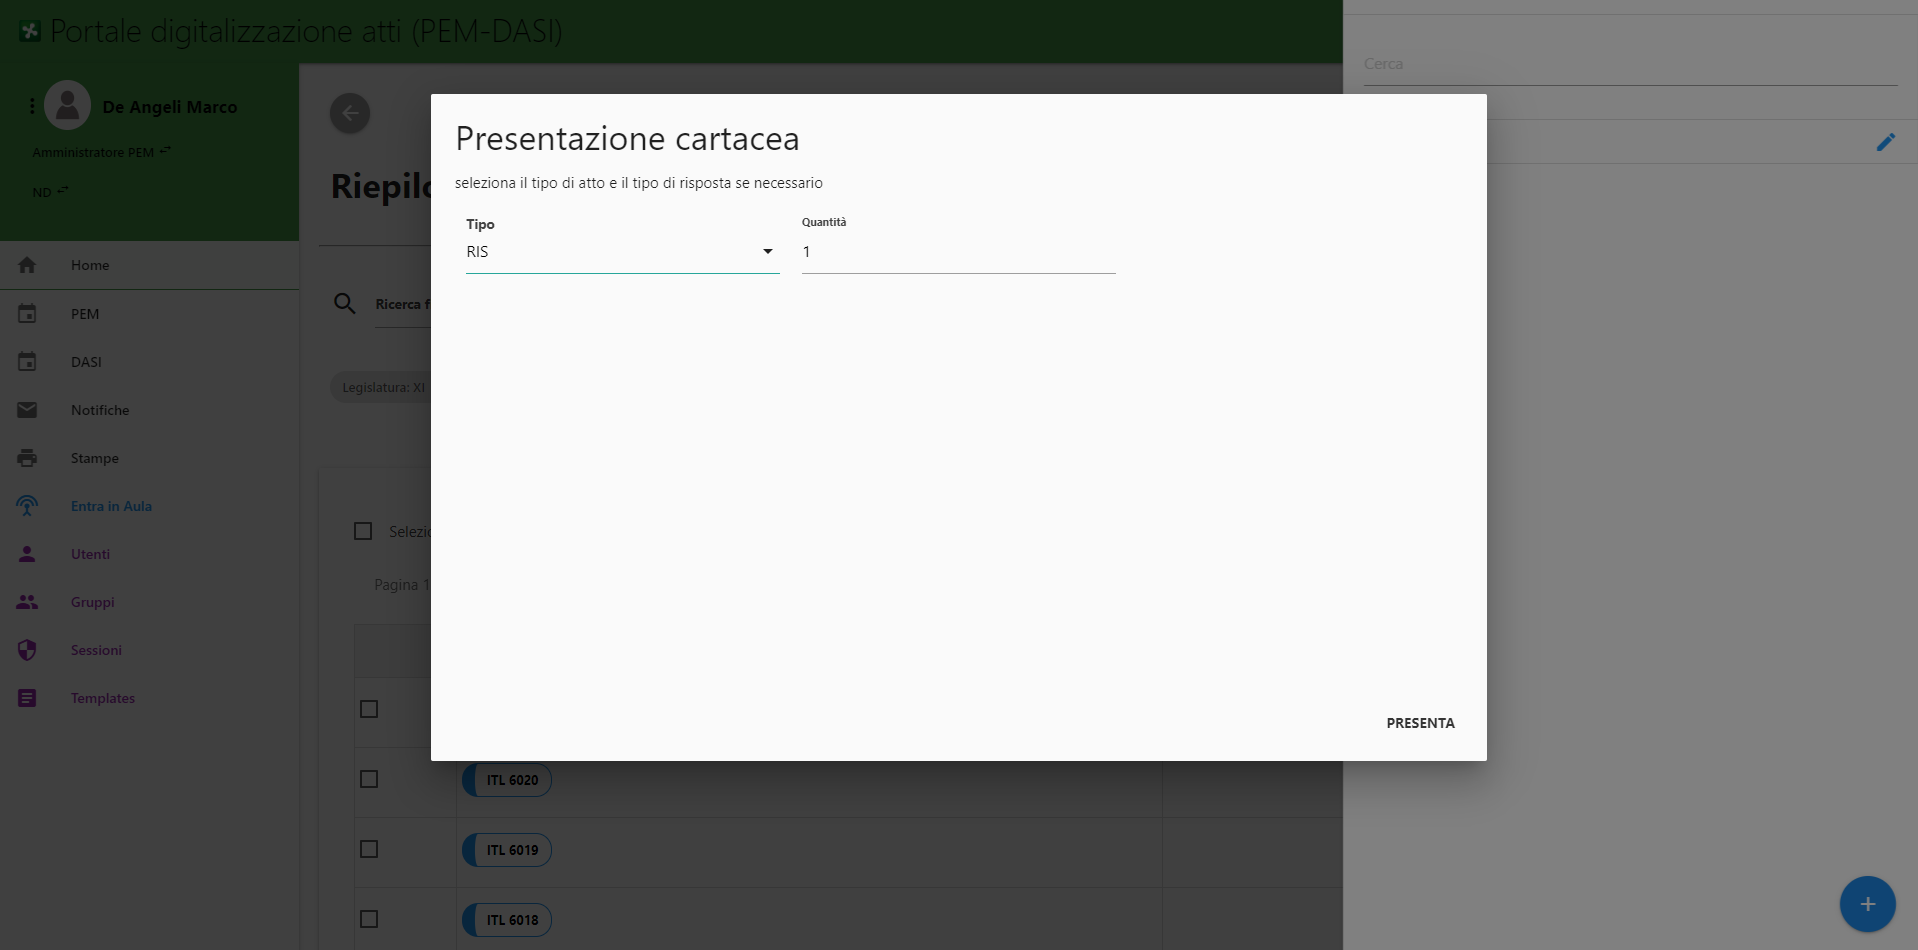 Portale digitalizzazione atti (PEM-DASI)
De Angeli Marco
Amministratore PEM
ND
Home
PEM
DASI
Notifiche
Stampe
Entra in Aula
Utenti
Gruppi
Sessioni
Templates
Ricerca
Legislatura: XI
Pagina 1
Presentazione cartacea
seleziona il tipo di atto e il tipo di risposta se necessario
Tipo
Quantità
RIS
1
PRESENTA
ITL 6020
ITL 6019
ITL 6018
Cerca